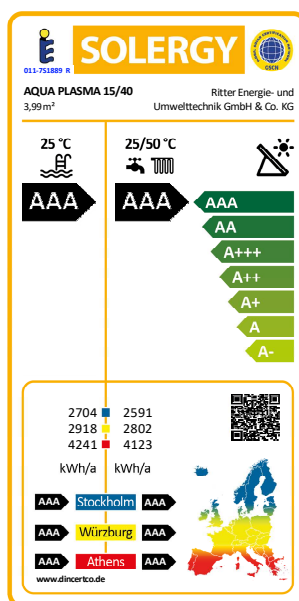 SOLERGY
011-7S1889 R
GSCN
AQUA PLASMA 15/40
Ritter Energie- und
3,99 m²
Umwelttechnik GmbH & Co. KG
25 °C
25/50 °C
AAA
AAA
AAA
AA
A+++
A++
A+
A
A-
2704 2591
2918 2802
4241 4123
kWh/a kWh/a
AAA Stockholm AAA
AAA Würzburg AAA
AAA Athens AAA
www.dincertco.de